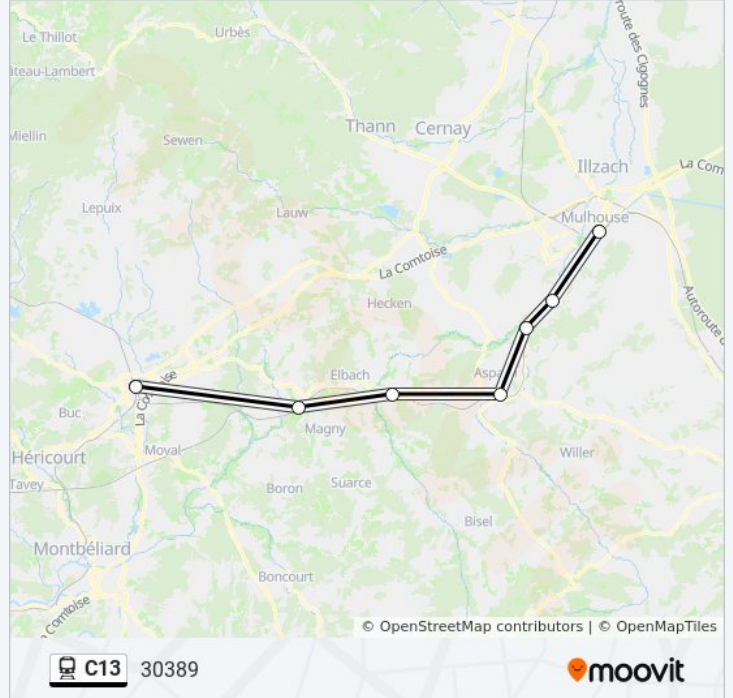 Le Thillot
Urbès
âteau-Lambert
route des Cigognes
Miellin
Thann
Cernay
Sewen
Illzach
La Com
Lepuix
Lauw
Mulhouse
La Comtoise
Hecken
Autoroute d
Elbach
Aspa
La Comtoise
Buc
Magny
Moval
Willer
Héricourt
Tavey
Boron
Suarce
Bisel
Montbéliard
Boncourt
a Comtoise
© OpenStreetMap contributors | © OpenMapTiles
C13 30389
moovit